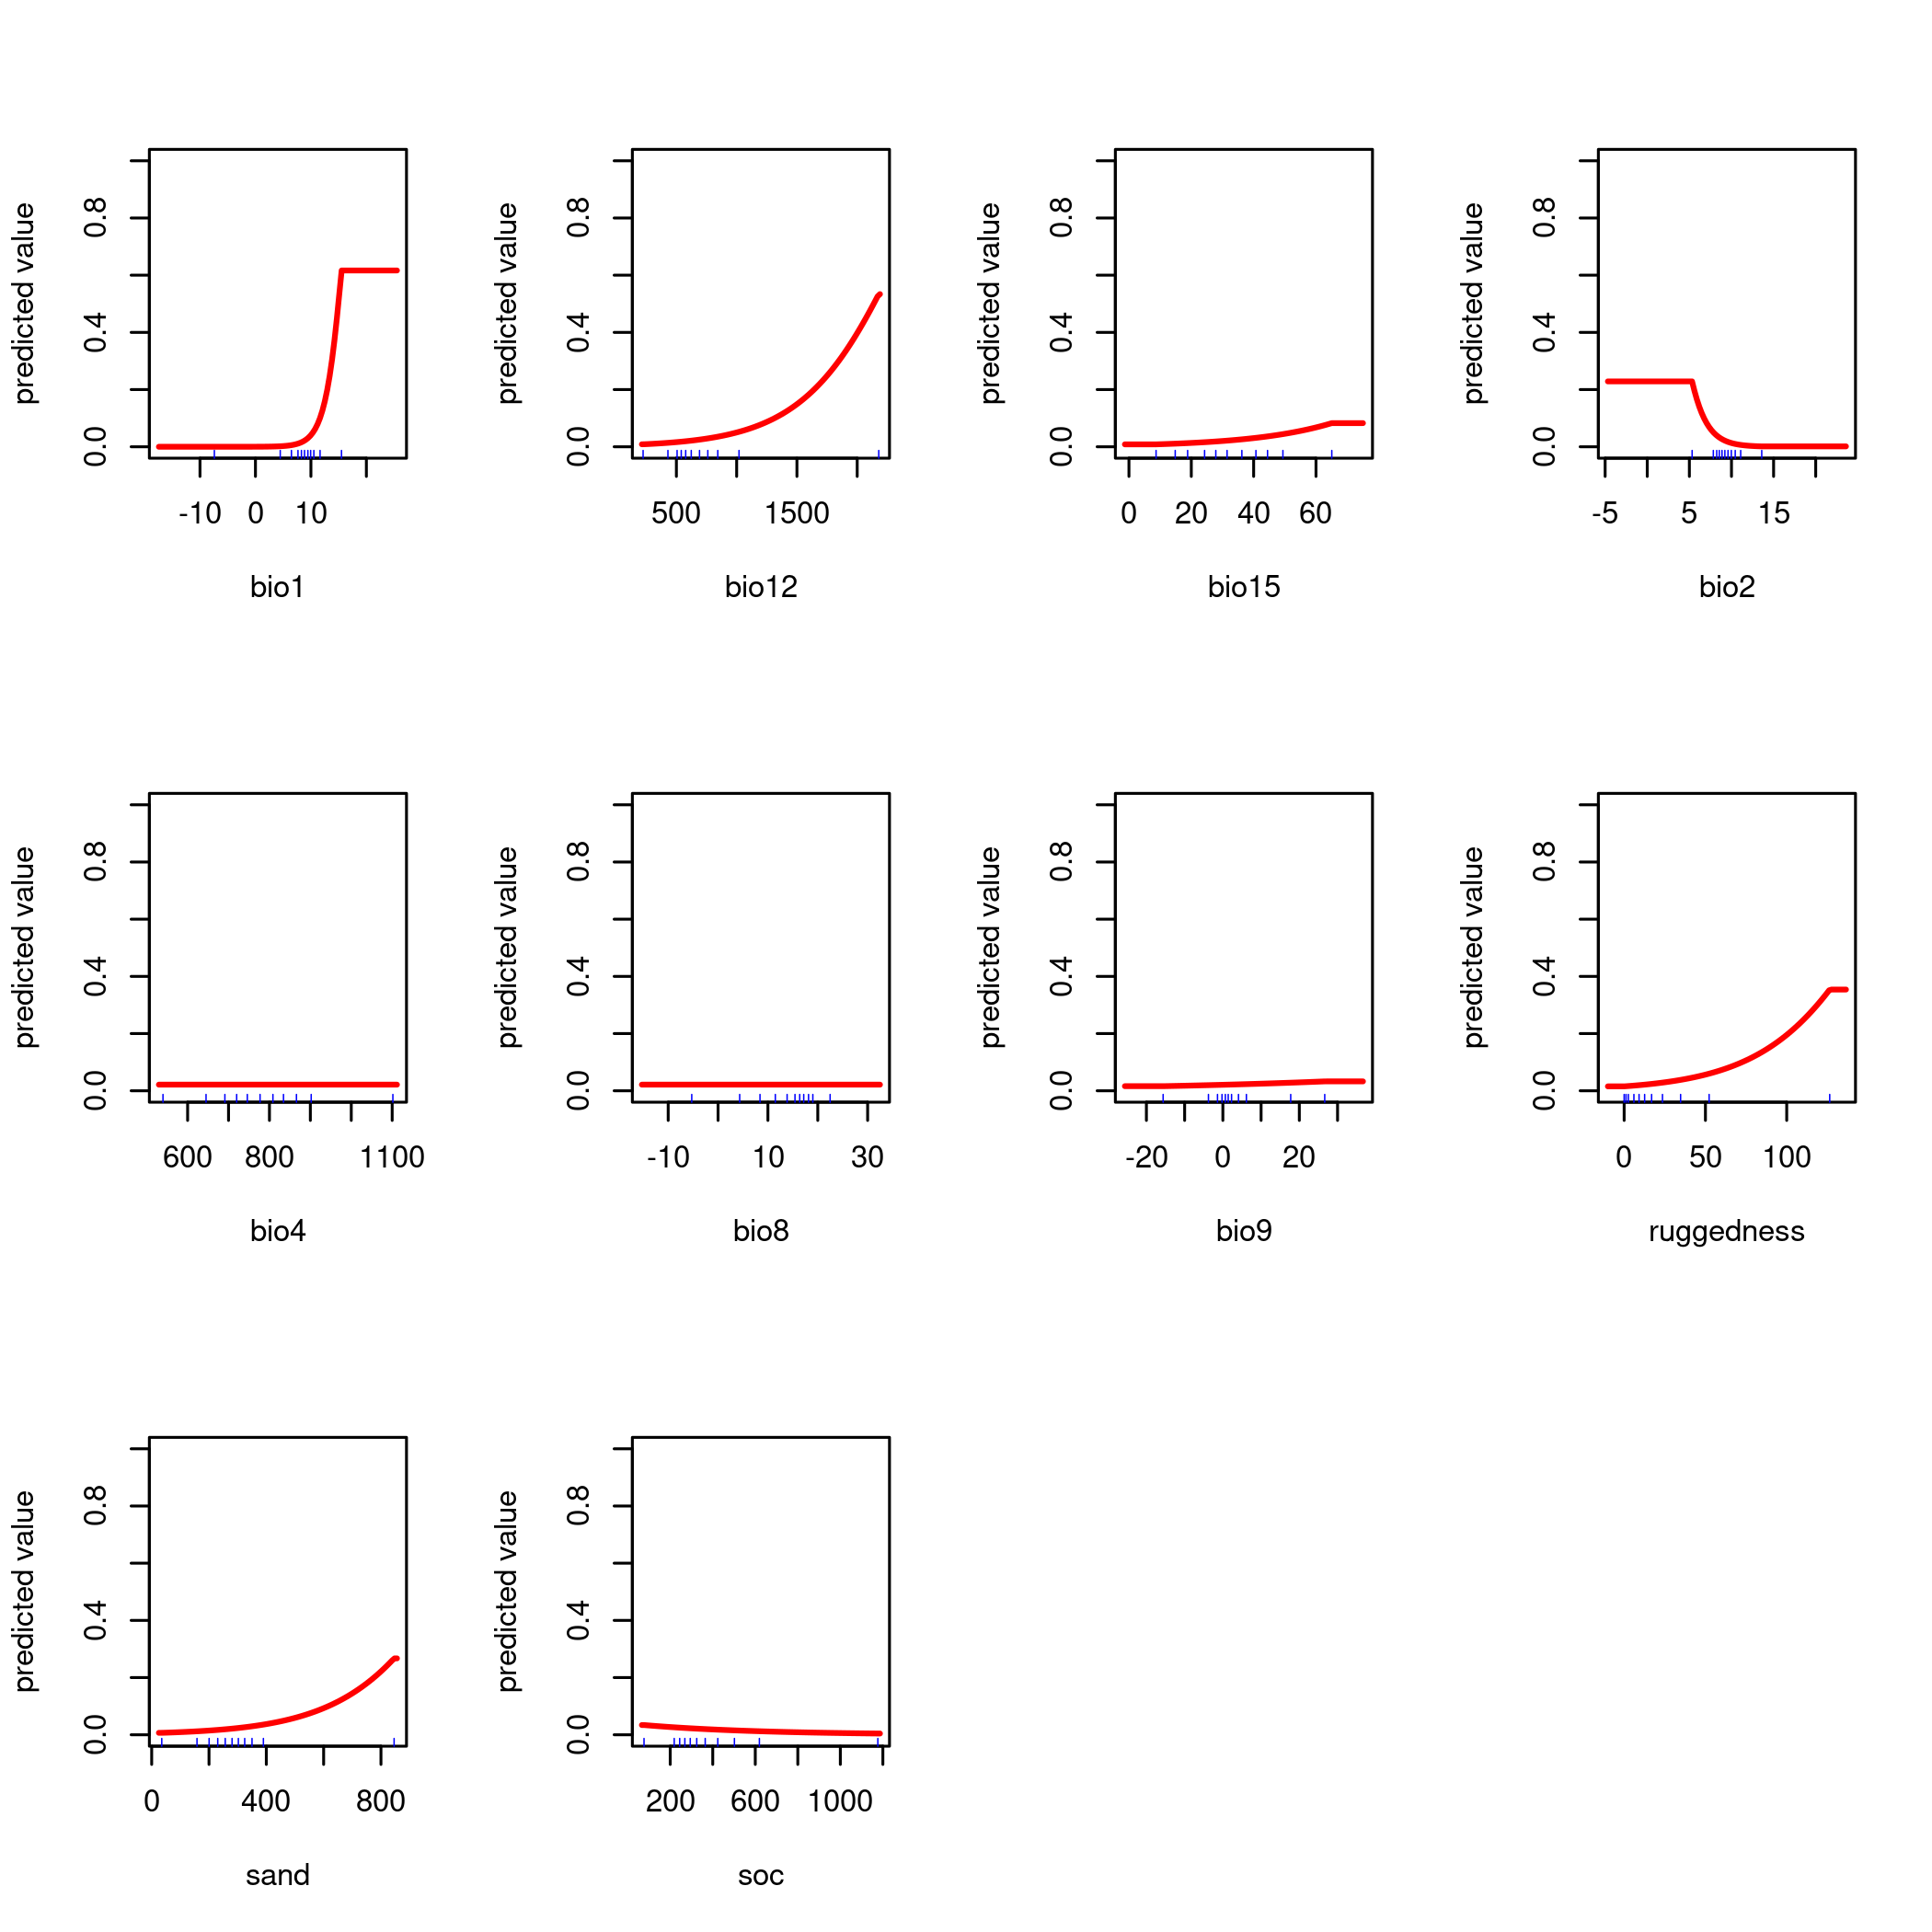 predicted value
0.0 0.4 0.8
-10 0 10
bio1
predicted value
0.0 0.4 0.8
500 1500
bio12
predicted value
0.0 0.4 0.8
0 20 40 60
bio15
predicted value
0.0 0.4 0.8
-5 5 15
bio2
predicted value
0.0 0.4 0.8
600 800 1100
bio4
predicted value
0.0 0.4 0.8
-10 10 30
bio8
predicted value
0.0 0.4 0.8
-20 0 20
bio9
predicted value
0.0 0.4 0.8
0 50 100
ruggedness
predicted value
0.0 0.4 0.8
0 400 800
sand
predicted value
0.0 0.4 0.8
200 600 1000
soc